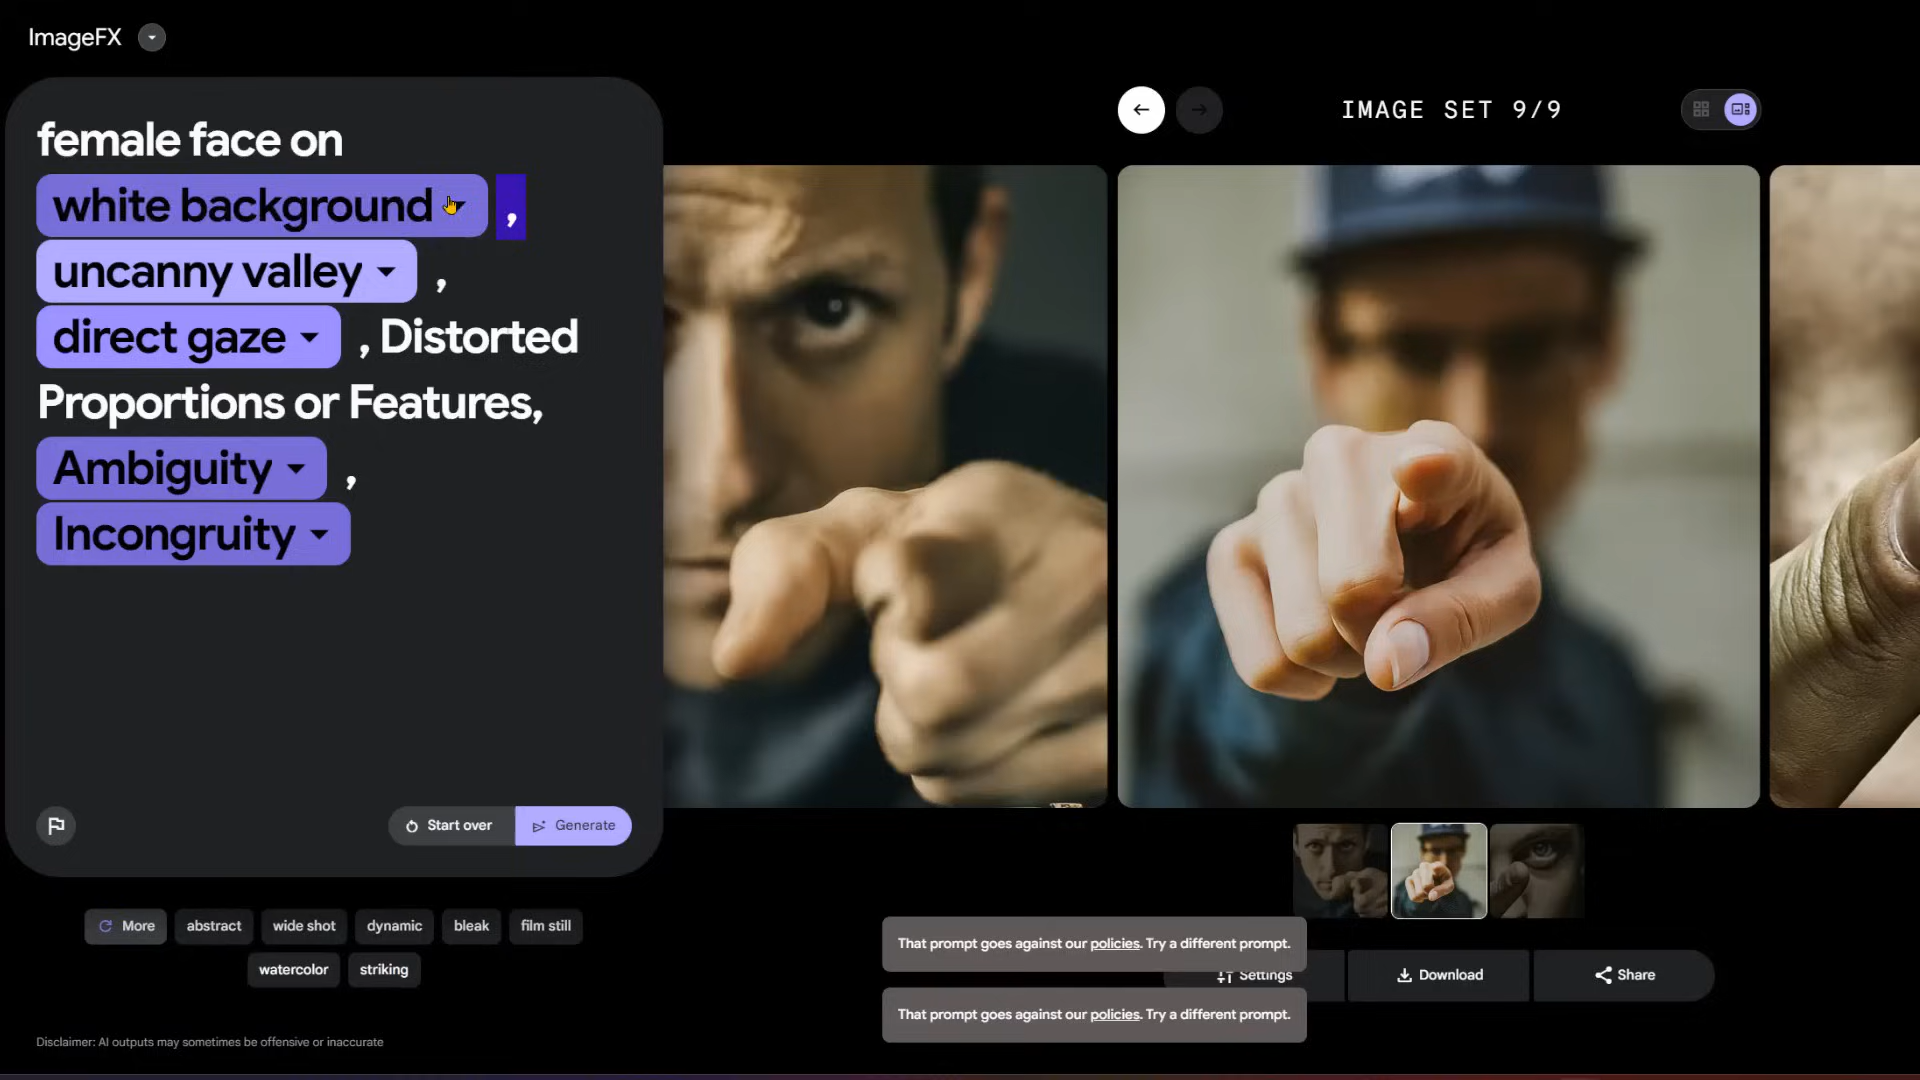 ImageFX
IMAGE SET 9/9
female face on
white background ,
uncanny valley ,
direct gaze , Distorted
Proportions or Features,
Ambiguity ,
Incongruity
Start over
Generate
More
abstract
wide shot
dynamic
bleak
film still
watercolor
striking
That prompt goes against our policies. Try a different prompt.
Settings
Download
Share
That prompt goes against our policies. Try a different prompt.
Disclaimer: AI outputs may sometimes be offensive or inaccurate